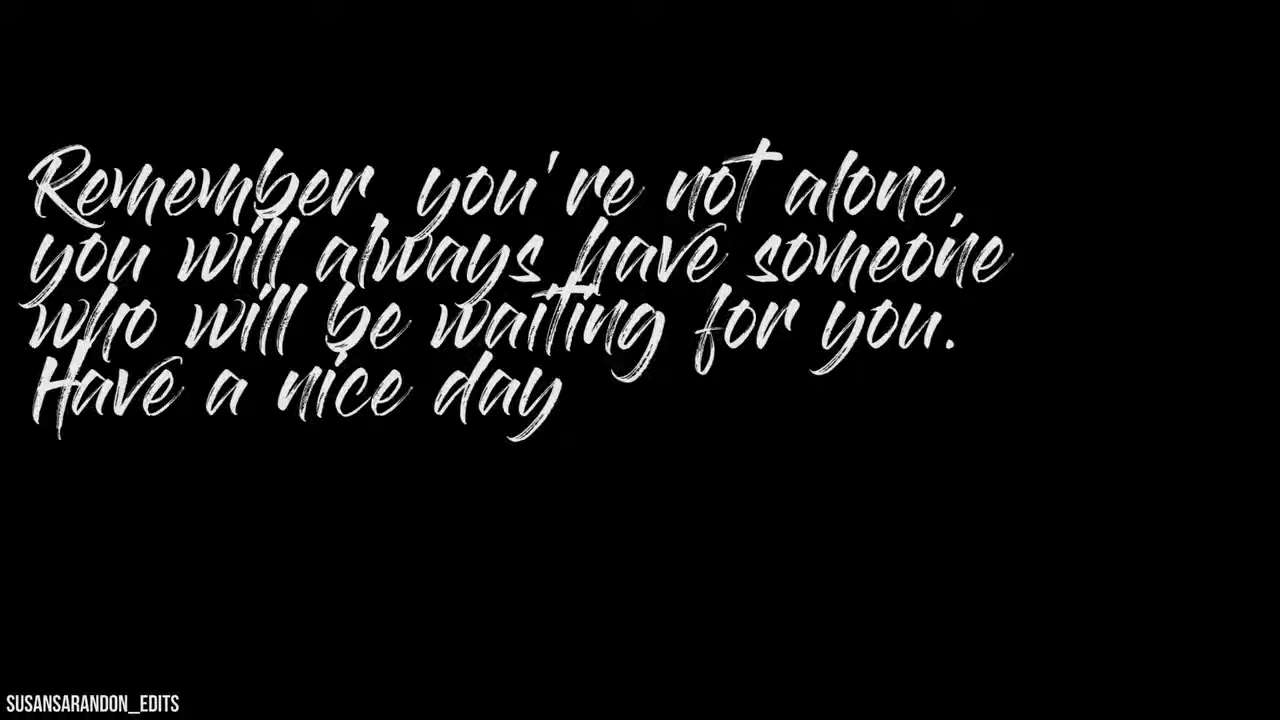 Remember, you're not alone,
you will always have someone
who will be waiting for you.
Have a nice day
SUSANSARANDON_EDITS